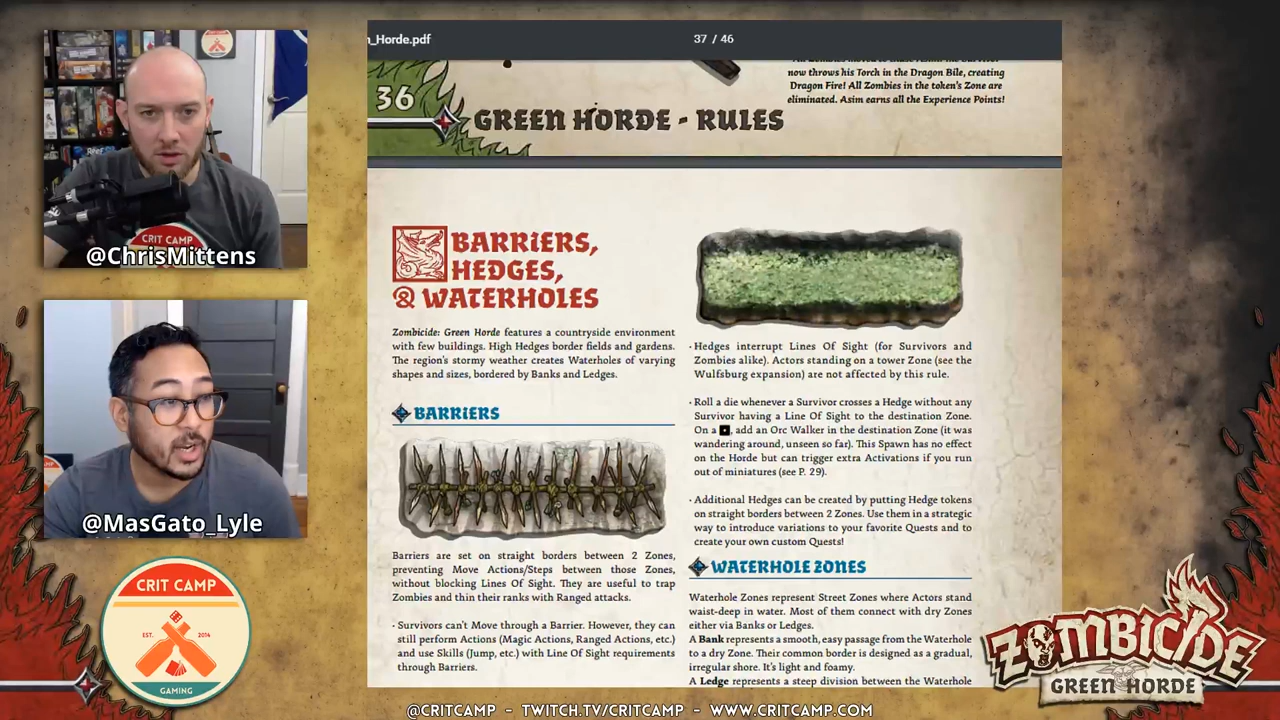 n_Horde.pdf
37 / 46
now throws his Torch in the Dragon Bile, creating
Dragon Fire! All Zombies in the token's Zone are
eliminated. Asim earns all the Experience Points!
36
GREEN HORDE - RULES
BARRIERS,
HEDGES,
& WATERHOLES
Zombicide: Green Horde features a countryside environment
with few buildings. High Hedges border fields and gardens.
The region's stormy weather creates Waterholes of varying
shapes and sizes, bordered by Banks and Ledges.
BARRIERS
Barriers are set on straight borders between 2 Zones,
preventing Move Actions/Steps between those Zones,
without blocking Lines Of Sight. They are useful to trap
Zombies and thin their ranks with Ranged attacks.
· Survivors can't Move through a Barrier. However, they can
still perform Actions (Magic Actions, Ranged Actions, etc.)
and use Skills (Jump, etc.) with Line Of Sight requirements
through Barriers.
· Hedges interrupt Lines Of Sight (for Survivors and
Zombies alike). Actors standing on a tower Zone (see the
Wulfsburg expansion) are not affected by this rule.
· Roll a die whenever a Survivor crosses a Hedge without any
Survivor having a Line Of Sight to the destination Zone.
On a ⚀, add an Orc Walker in the destination Zone (it was
wandering around, unseen so far). This Spawn has no effect
on the Horde but can trigger extra Activations if you run
out of miniatures (see P. 29).
· Additional Hedges can be created by putting Hedge tokens
on straight borders between 2 Zones. Use them in a strategic
way to introduce variations to your favorite Quests and to
create your own custom Quests!
WATERHOLE ZONES
Waterhole Zones represent Street Zones where Actors stand
waist-deep in water. Most of them connect with dry Zones
either via Banks or Ledges.
A Bank represents a smooth, easy passage from the Waterhole
to a dry Zone. Their common border is designed as a gradual,
irregular shore. It's light and foamy.
A Ledge represents a steep division between the Waterhole
CRIT CAMP
@ChrisMittens
@MasGato_Lyle
CRIT CAMP
EST.
2014
GAMING
ZOMBICIDE
GREEN HORDE
@CRITCAMP - TWITCH.TV/CRITCAMP - WWW.CRITCAMP.COM